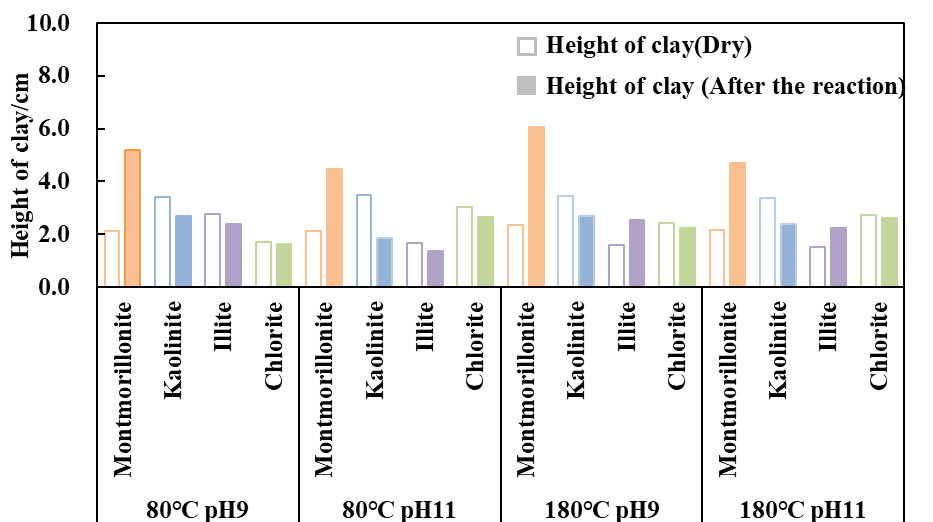 10.0
8.0
6.0
4.0
2.0
0.0
Height of clay/cm
Height of clay(Dry)
Height of clay (After the reaction)
Montmorillonite
Kaolinite
Illite
Chlorite
Montmorillonite
Kaolinite
Illite
Chlorite
Montmorillonite
Kaolinite
Illite
Chlorite
Montmorillonite
Kaolinite
Illite
Chlorite
80°C pH9
80°C pH11
180°C pH9
180°C pH11